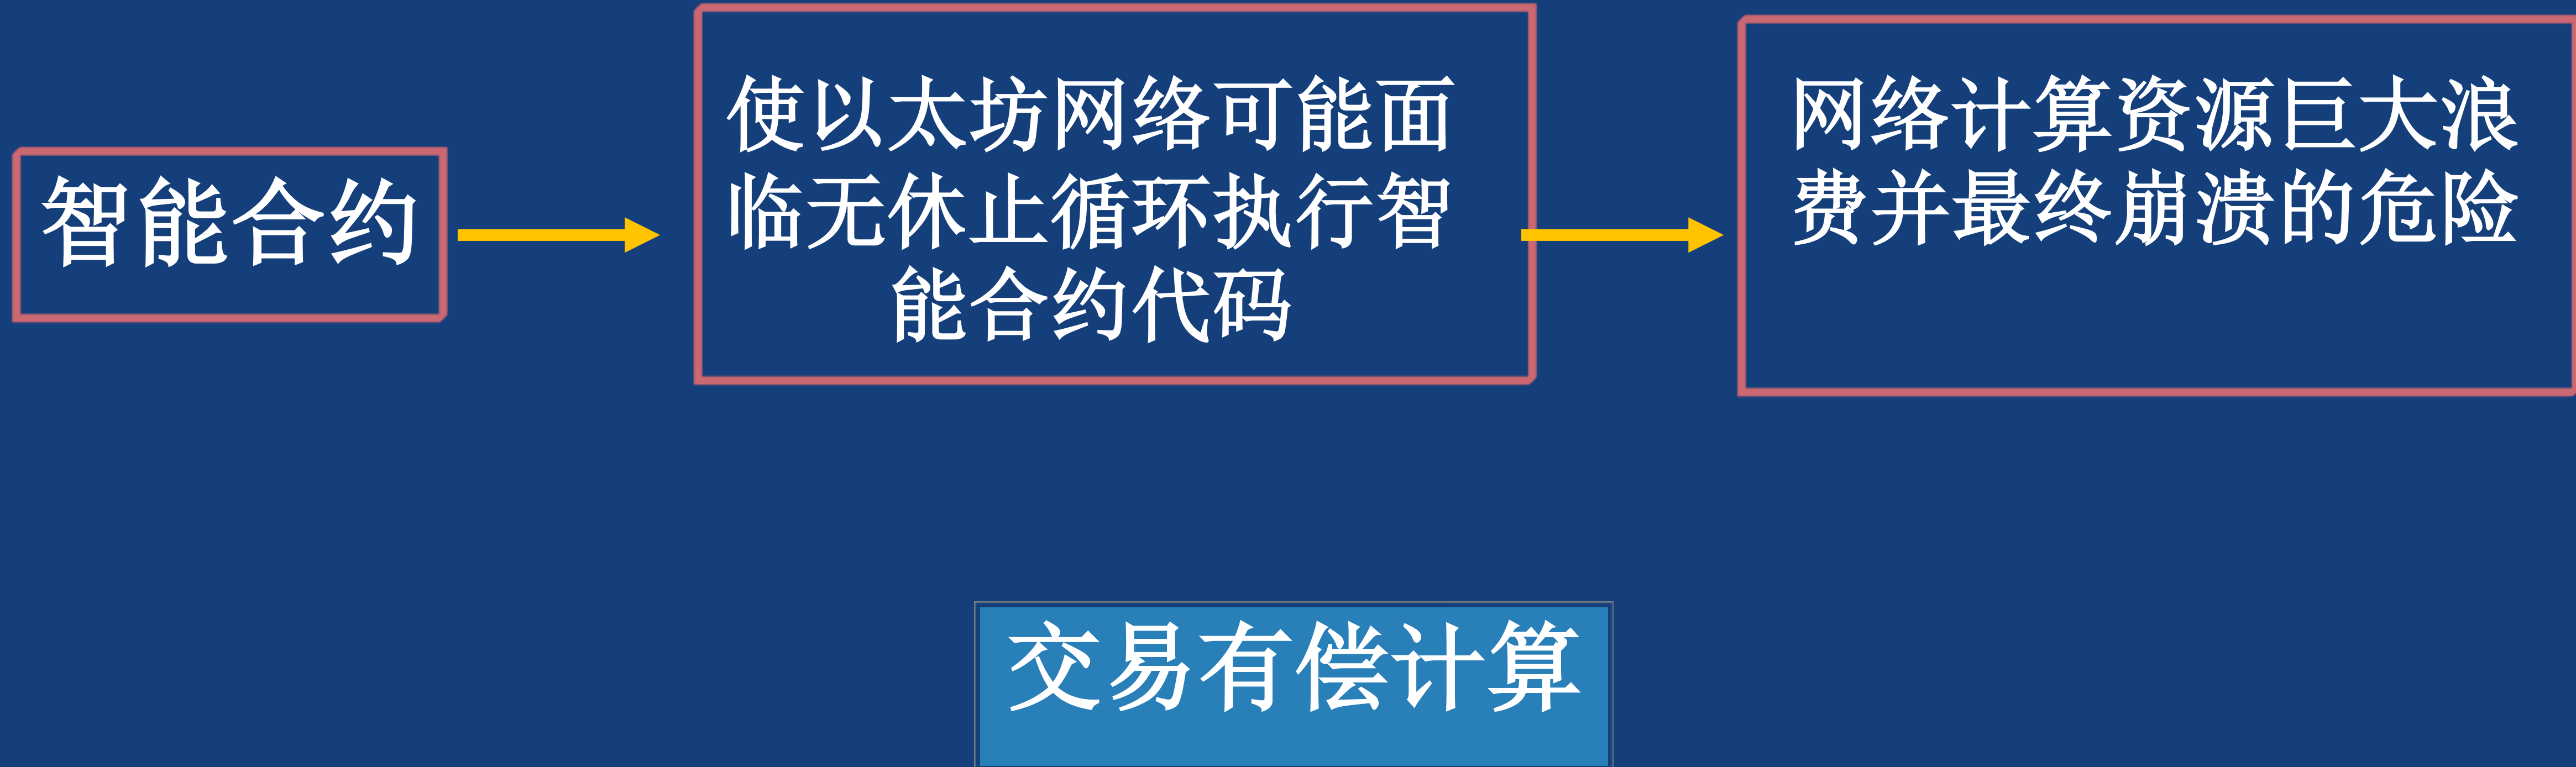 智能合约
使以太坊网络可能面
临无休止循环执行智
能合约代码
网络计算资源巨大浪
费并最终崩溃的危险
交易有偿计算